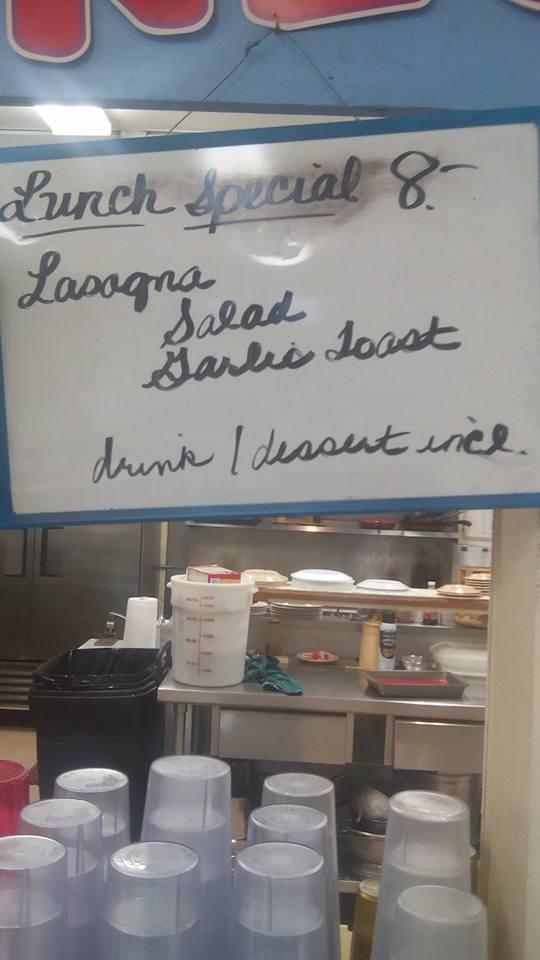 Lunch Special 8.-
Lasagna
Salad
Garlic Toast
drink / dessert incl.